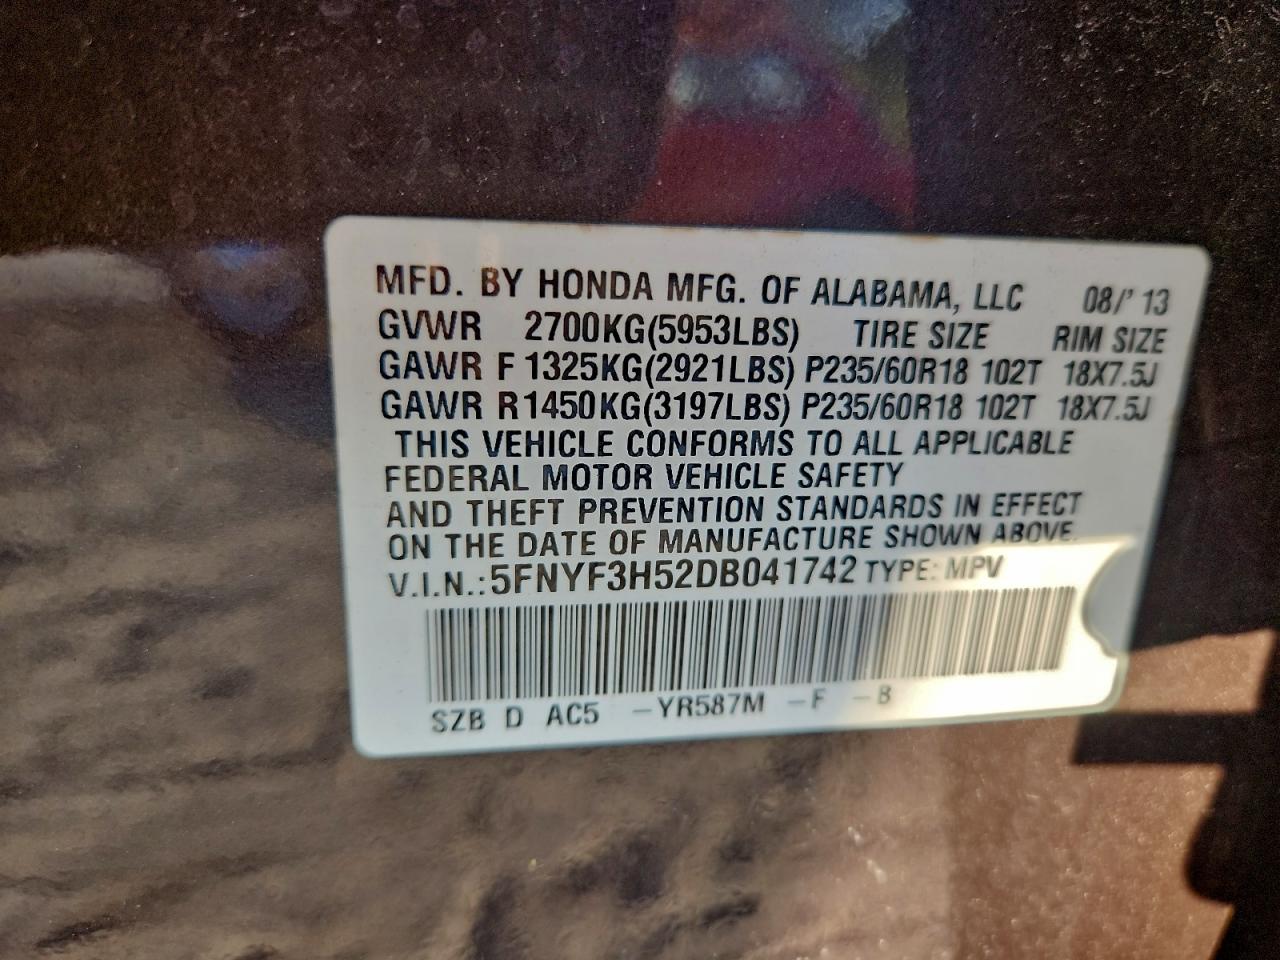 MFD. BY HONDA MFG. OF ALABAMA, LLC 08/' 13
GVWR 2700KG(5953LBS) TIRE SIZE RIM SIZE
GAWR F 1325KG(2921LBS) P235/60R18 102T 18X7.5J
GAWR R1450KG(3197LBS) P235/60R18 102T 18X7.5J
THIS VEHICLE CONFORMS TO ALL APPLICABLE
FEDERAL MOTOR VEHICLE SAFETY
AND THEFT PREVENTION STANDARDS IN EFFECT
ON THE DATE OF MANUFACTURE SHOWN ABOVE.
V.I.N.:5FNYF3H52DB041742 TYPE: MPV
SZB D AC5 -YR587M -F -B